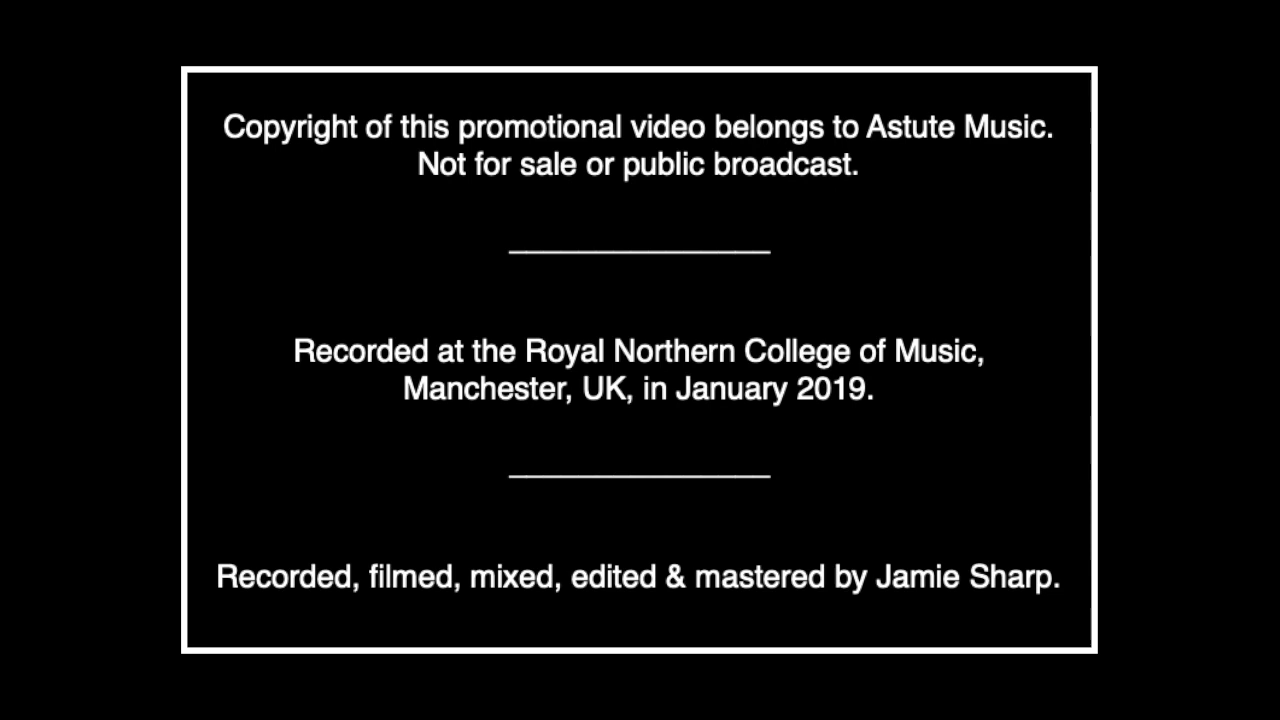 Copyright of this promotional video belongs to Astute Music.
Not for sale or public broadcast.
Recorded at the Royal Northern College of Music,
Manchester, UK, in January 2019.
Recorded, filmed, mixed, edited & mastered by Jamie Sharp.